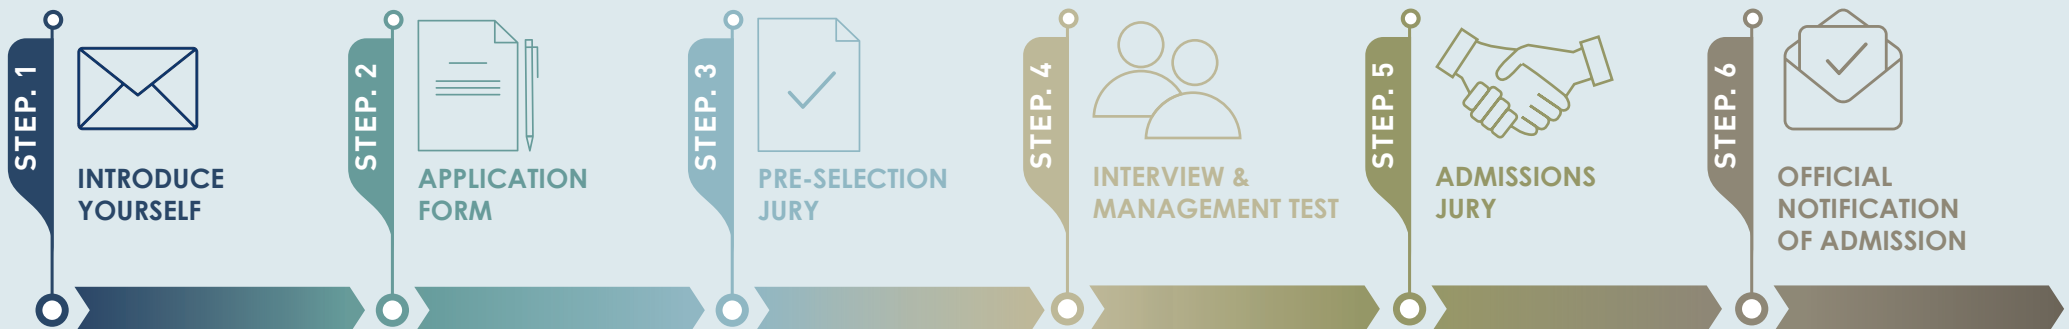 STEP. 1
INTRODUCE
YOURSELF
STEP. 2
APPLICATION
FORM
STEP. 3
PRE-SELECTION
JURY
STEP. 4
INTERVIEW &
MANAGEMENT TEST
STEP. 5
ADMISSIONS
JURY
STEP. 6
OFFICIAL
NOTIFICATION
OF ADMISSION